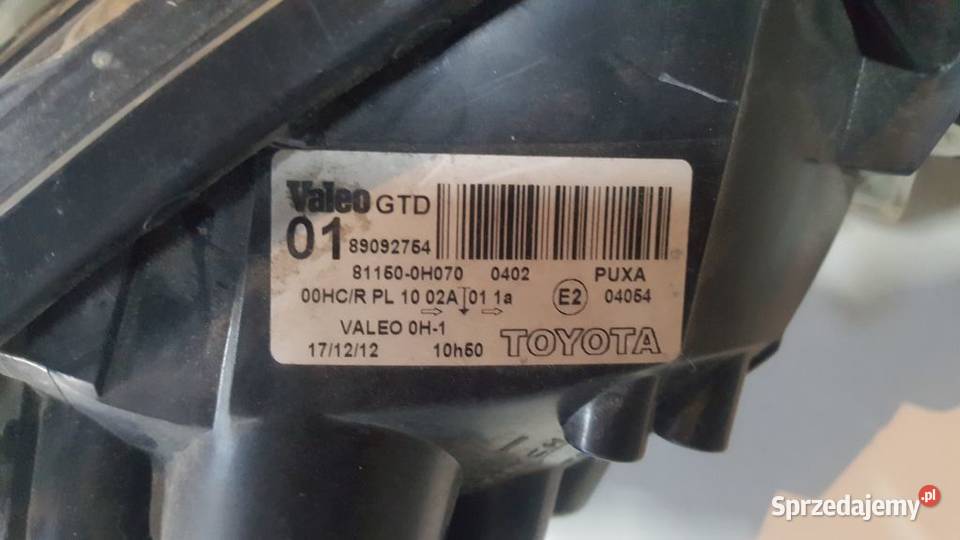 Valeo GTD
01 89092754
81150-0H070 0402 PUXA
00HC/R PL 10 02A 01 1a E2 04054
VALEO 0H-1
17/12/12 10h50 TOYOTA
Sprzedajemy.pl